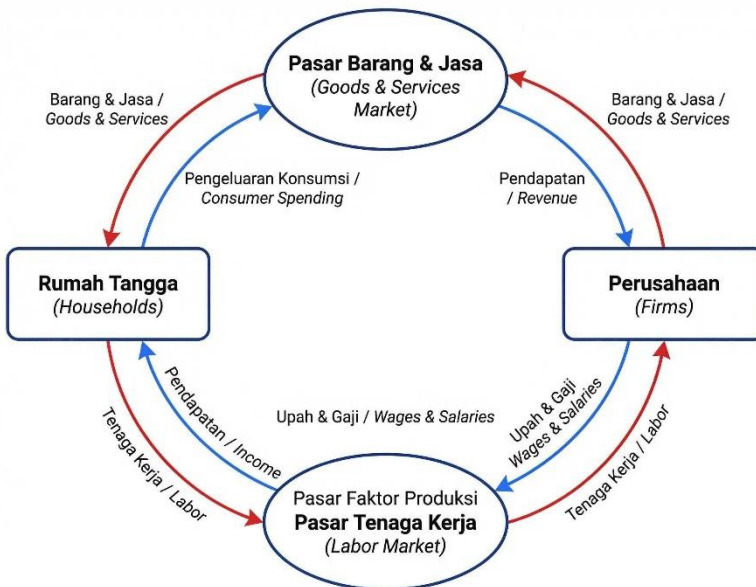 Pasar Barang & Jasa
(Goods & Services
Market)
Barang & Jasa /
Goods & Services
Barang & Jasa /
Goods & Services
Pengeluaran Konsumsi /
Consumer Spending
Pendapatan
/ Revenue
Rumah Tangga
(Households)
Perusahaan
(Firms)
Pendapatan / Income
Tenaga Kerja / Labor
Upah & Gaji / Wages & Salaries
Upah & Gaji
Wages & Salaries
Tenaga Kerja / Labor
Pasar Faktor Produksi
Pasar Tenaga Kerja
(Labor Market)